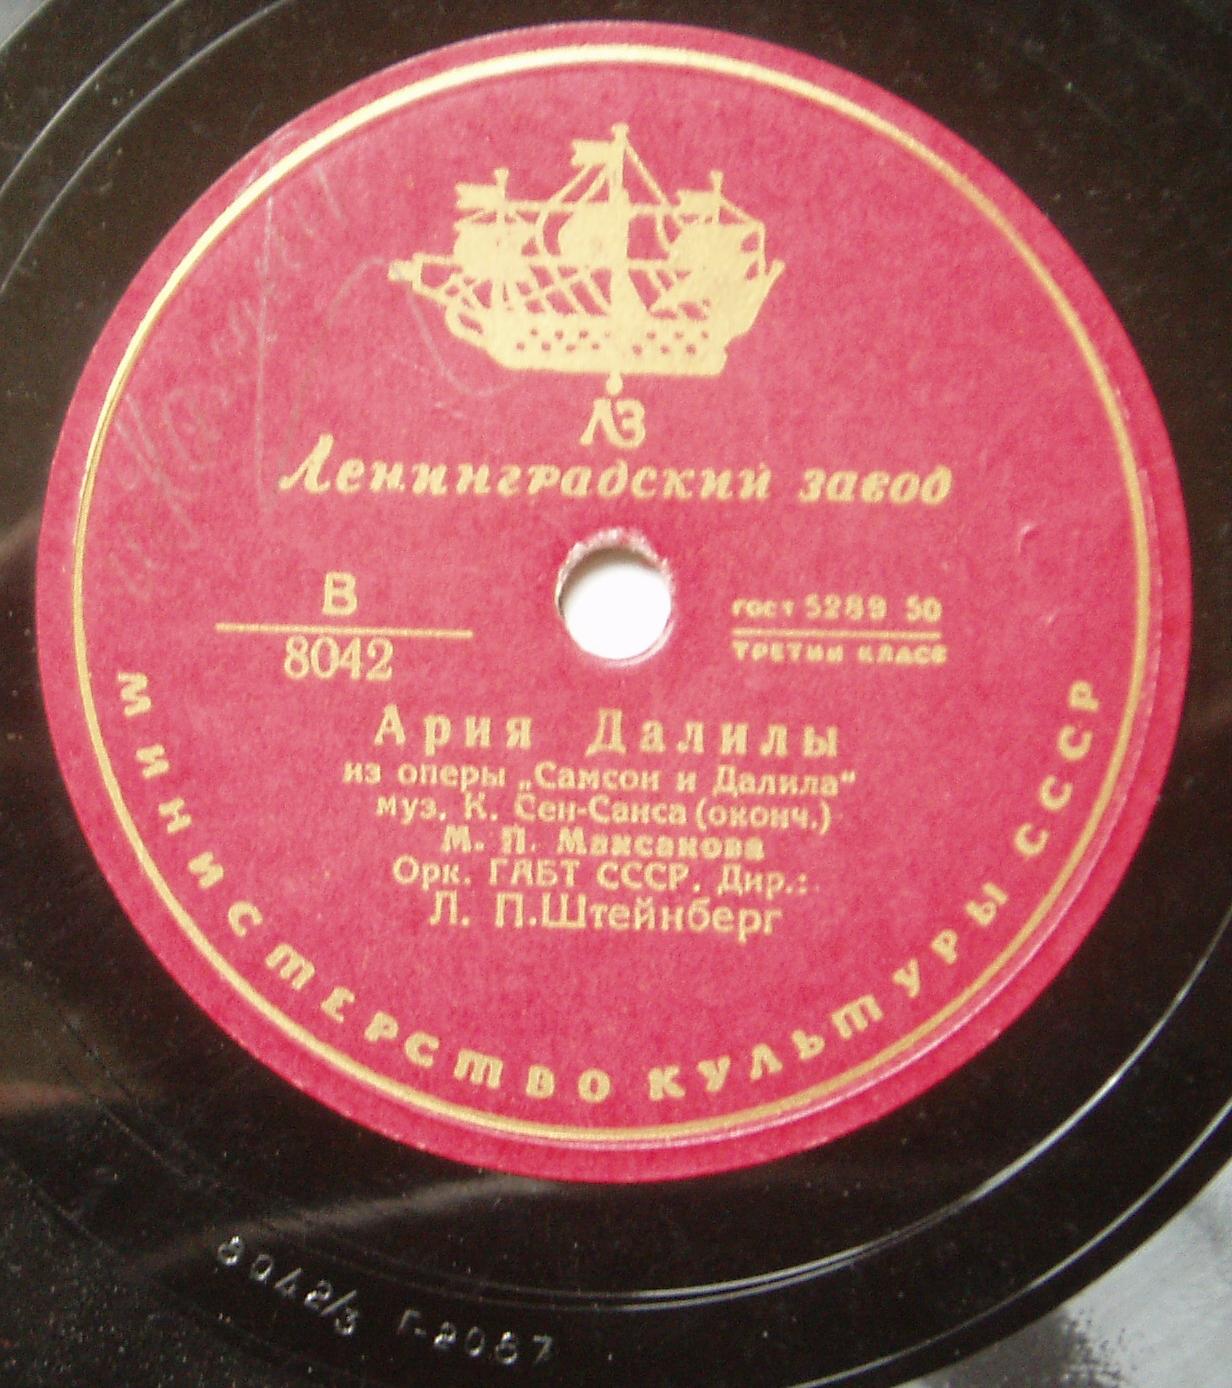 ЛЗ
Ленинградский завод
В
8042
ГОСТ 5289 50
ТРЕТИЙ КЛАСС
Ария Далилы
из оперы „Самсон и Далила“
муз. К. Сен-Санса (оконч.)
М. П. Максакова
Орк. ГАБТ СССР. Дир.:
Л. П. Штейнберг
МИНИСТЕРСТВО КУЛЬТУРЫ СССР
8042/3 Г-2067